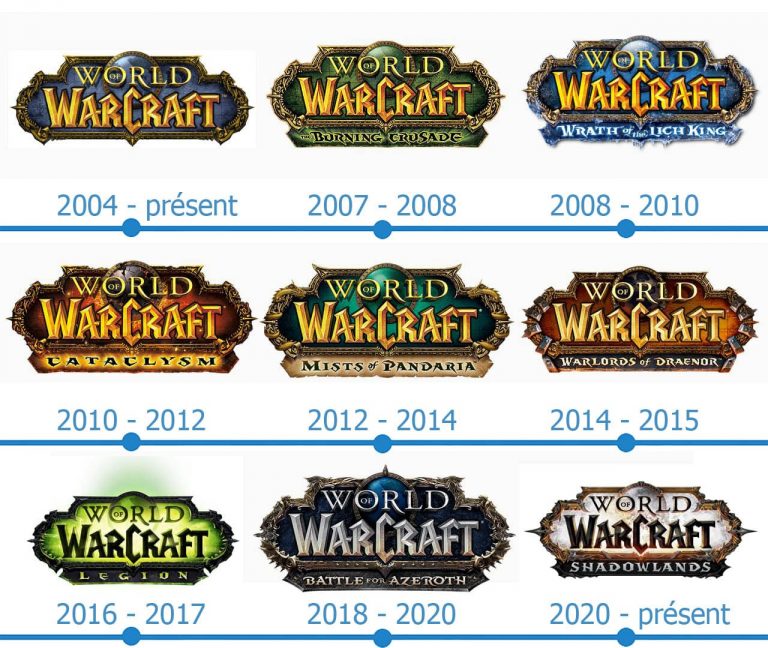 WORLD
OF
WARCRAFT
WORLD
OF
WARCRAFT
THE BURNING CRUSADE
WORLD
OF
WARCRAFT
WRATH of the LICH KING
2004 - présent
2007 - 2008
2008 - 2010
WORLD
OF
WARCRAFT
CATACLYSM
WORLD
OF
WARCRAFT
MISTS of PANDARIA
WORLD
OF
WARCRAFT
WARLORDS of DRAENOR
2010 - 2012
2012 - 2014
2014 - 2015
WORLD
OF
WARCRAFT
LEGION
WORLD
OF
WARCRAFT
BATTLE FOR AZEROTH
WORLD
OF
WARCRAFT
SHADOWLANDS
2016 - 2017
2018 - 2020
2020 - présent